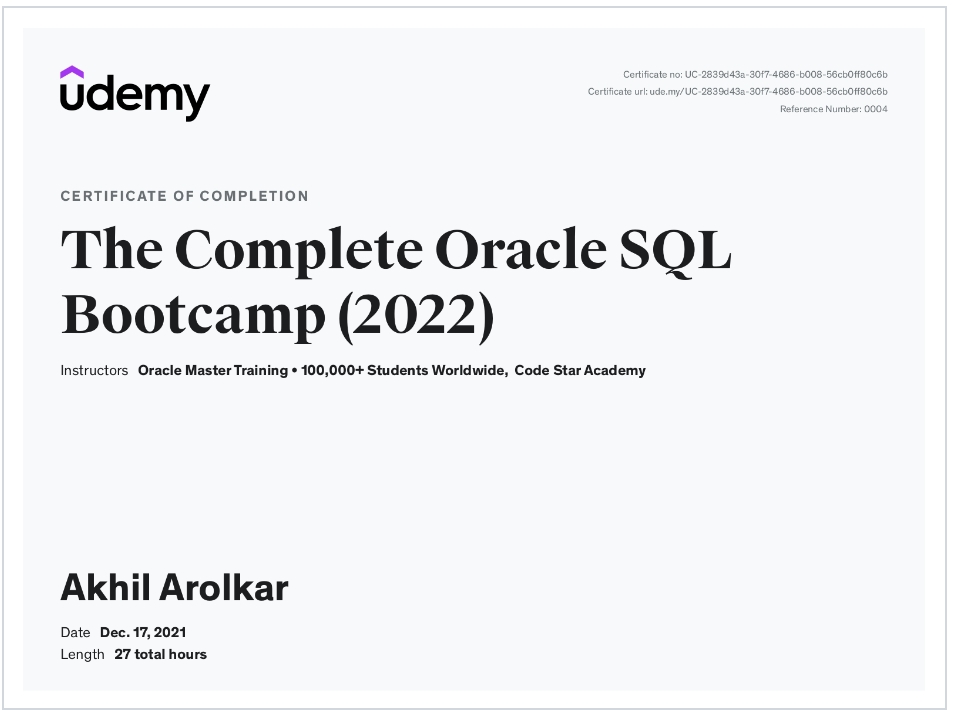 udemy
Certificate no: UC-2839d43a-30f7-4686-b008-56cb0ff80c6b
Certificate url: ude.my/UC-2839d43a-30f7-4686-b008-56cb0ff80c6b
Reference Number: 0004
CERTIFICATE OF COMPLETION
The Complete Oracle SQL
Bootcamp (2022)
Instructors Oracle Master Training • 100,000+ Students Worldwide, Code Star Academy
Akhil Arolkar
Date Dec. 17, 2021
Length 27 total hours